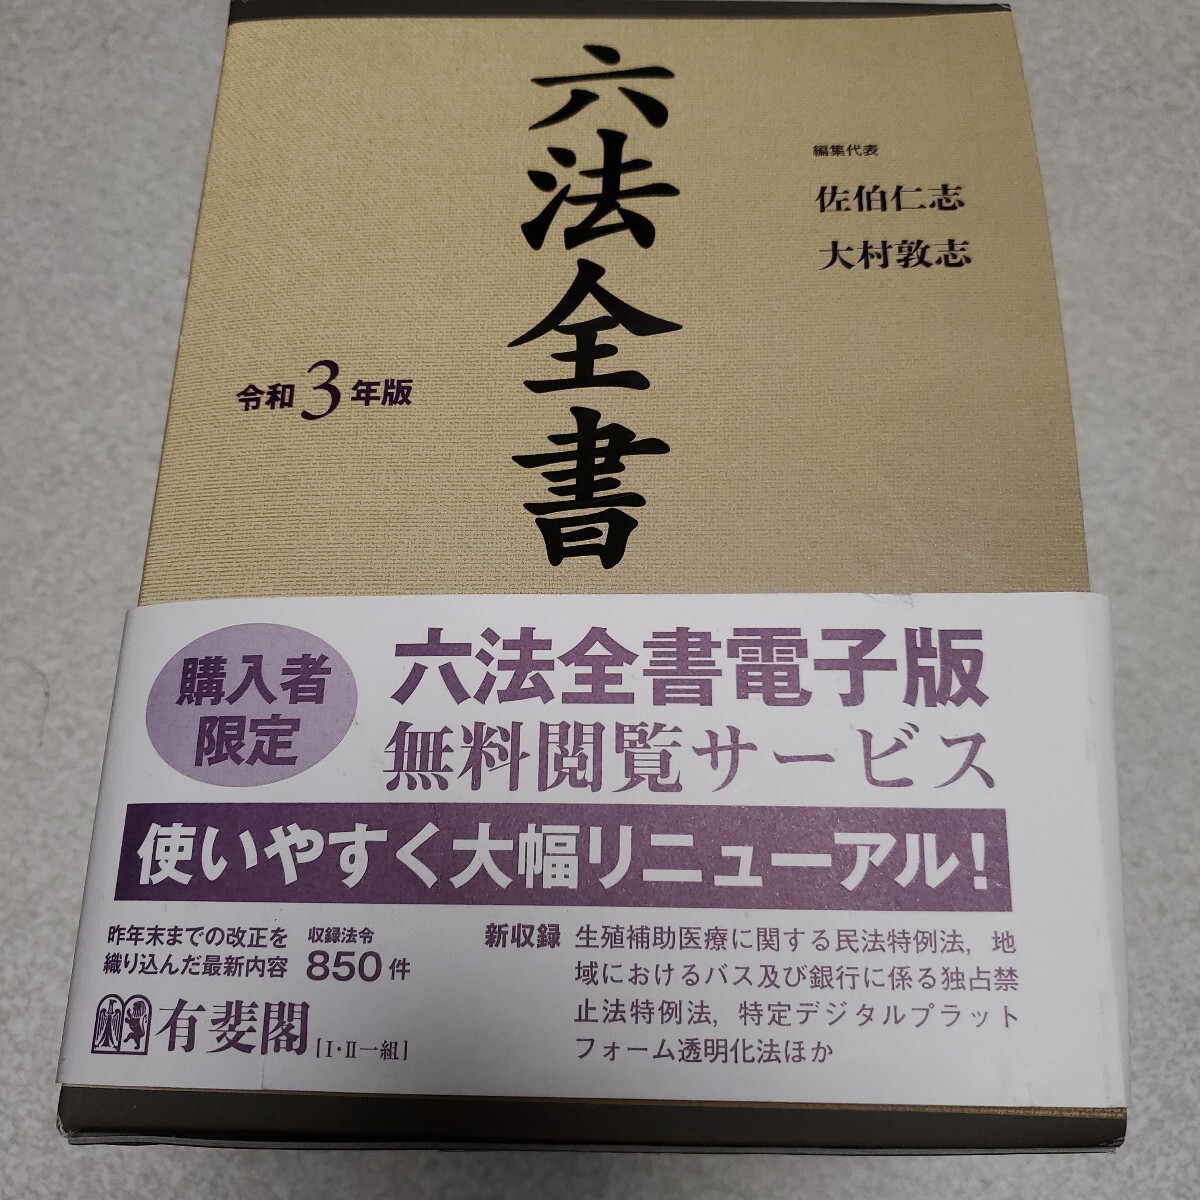 六法全書
編集代表
佐伯仁志
大村敦志
令和3年版
購入者
限定
六法全書電子版
無料閲覧サービス
使いやすく大幅リニューアル!
昨年末までの改正を
織り込んだ最新内容
収録法令
850件
新収録
生殖補助医療に関する民法特例法,地
域におけるバス及び銀行に係る独占禁
止法特例法,特定デジタルプラット
フォーム透明化法ほか
有斐閣[I・II一組]